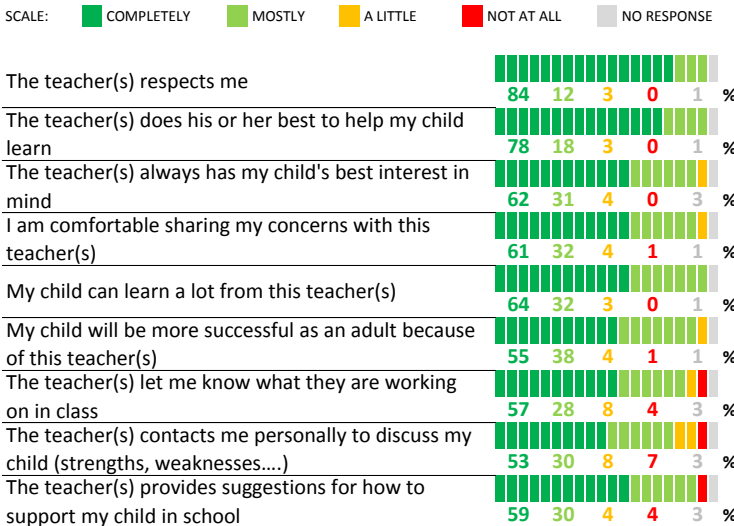 SCALE: COMPLETELY MOSTLY A LITTLE NOT AT ALL NO RESPONSE
The teacher(s) respects me
84 12 3 0 1 %
The teacher(s) does his or her best to help my child
learn
78 18 3 0 1 %
The teacher(s) always has my child's best interest in
mind
62 31 4 0 3 %
I am comfortable sharing my concerns with this
teacher(s)
61 32 4 1 1 %
My child can learn a lot from this teacher(s)
64 32 3 0 1 %
My child will be more successful as an adult because
of this teacher(s)
55 38 4 1 1 %
The teacher(s) let me know what they are working
on in class
57 28 8 4 3 %
The teacher(s) contacts me personally to discuss my
child (strengths, weaknesses....)
53 30 8 7 3 %
The teacher(s) provides suggestions for how to
support my child in school
59 30 4 4 3 %